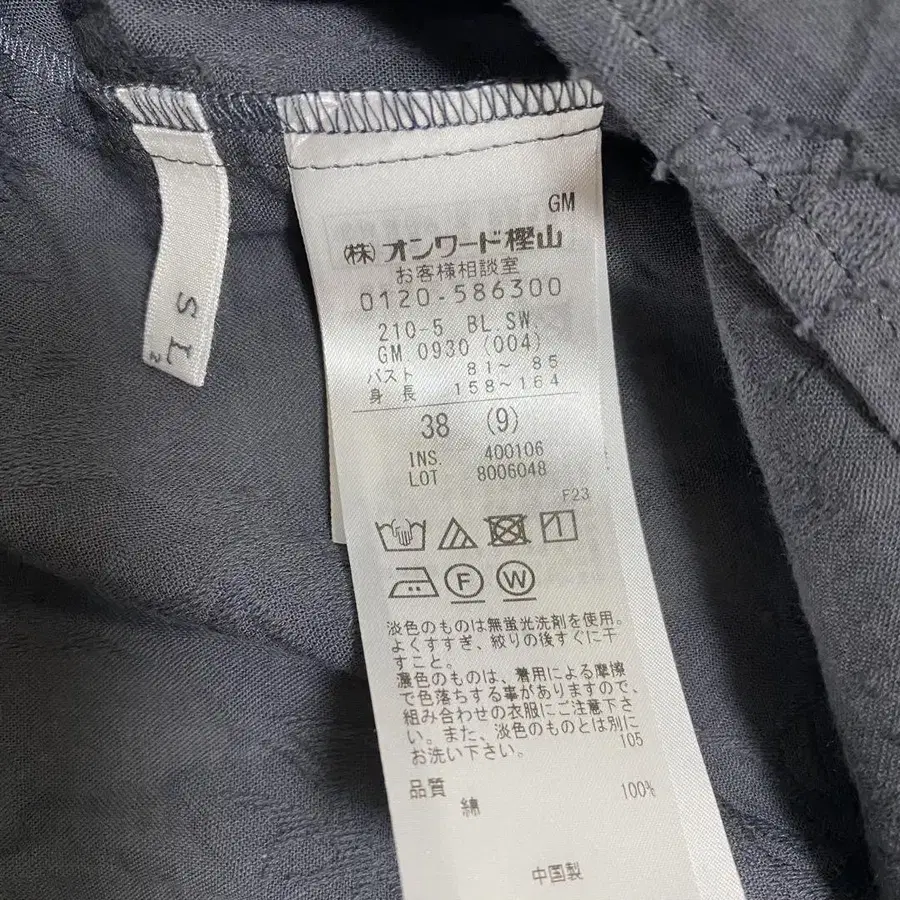 S L
2
GM
㈱オンワード樫山
お客様相談室
0120-586300
210-5 BL.SW.
GM.0930 (004)
バスト 81～ 85
身長 158～164
38 (9)
INS. 400106
LOT 8006048
F23
1
F W
淡色のものは無蛍光洗剤を使用。
よくすすぎ、絞りの後すぐに干
すこと。
濃色のものは、着用による摩擦
で色落ちする事がありますので、
組み合わせの衣服にご注意下さ
い。また、淡色のものとは別に
お洗い下さい。 105
品質
綿 100%
中国製